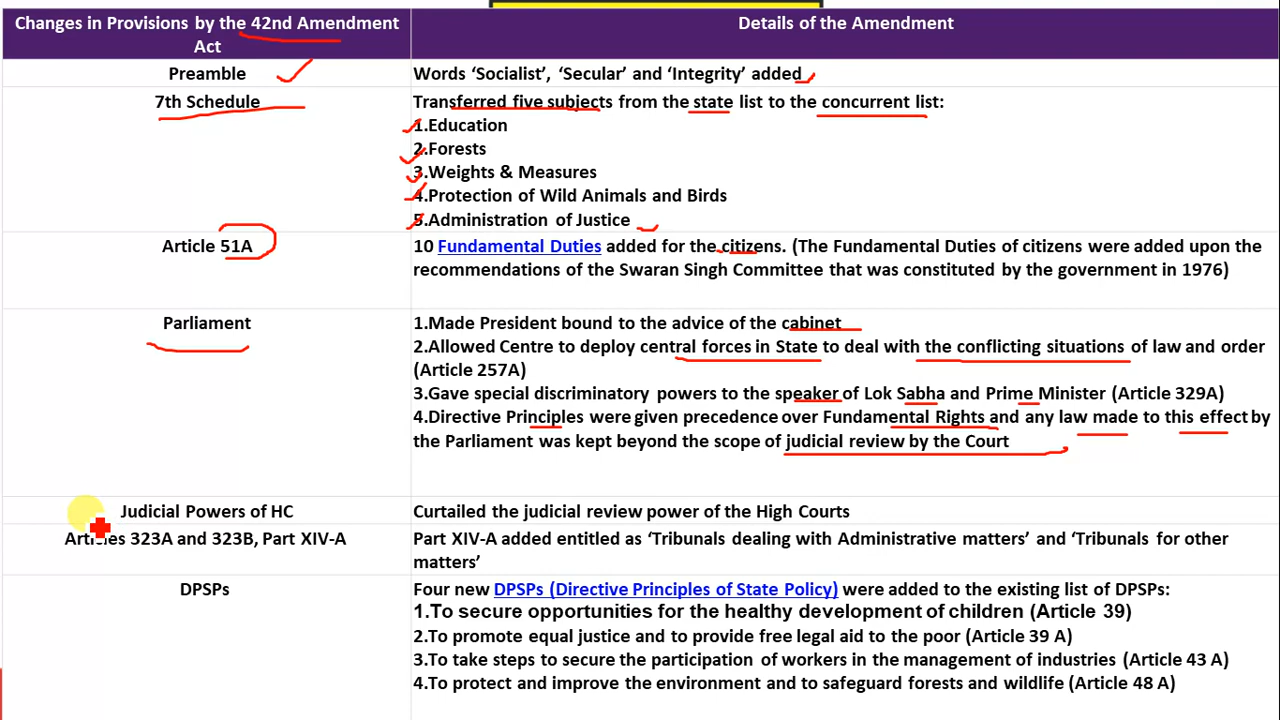 Changes in Provisions by the 42nd Amendment
Act
Details of the Amendment
Preamble
Words ‘Socialist’, ‘Secular’ and ‘Integrity’ added
7th Schedule
Transferred five subjects from the state list to the concurrent list:
1.Education
2.Forests
3.Weights & Measures
4.Protection of Wild Animals and Birds
5.Administration of Justice
Article 51A
10 Fundamental Duties added for the citizens. (The Fundamental Duties of citizens were added upon the
recommendations of the Swaran Singh Committee that was constituted by the government in 1976)
Parliament
1.Made President bound to the advice of the cabinet
2.Allowed Centre to deploy central forces in State to deal with the conflicting situations of law and order
(Article 257A)
3.Gave special discriminatory powers to the speaker of Lok Sabha and Prime Minister (Article 329A)
4.Directive Principles were given precedence over Fundamental Rights and any law made to this effect by
the Parliament was kept beyond the scope of judicial review by the Court
Judicial Powers of HC
Curtailed the judicial review power of the High Courts
Articles 323A and 323B, Part XIV-A
Part XIV-A added entitled as ‘Tribunals dealing with Administrative matters’ and ‘Tribunals for other
matters’
DPSPs
Four new DPSPs (Directive Principles of State Policy) were added to the existing list of DPSPs:
1.To secure opportunities for the healthy development of children (Article 39)
2.To promote equal justice and to provide free legal aid to the poor (Article 39 A)
3.To take steps to secure the participation of workers in the management of industries (Article 43 A)
4.To protect and improve the environment and to safeguard forests and wildlife (Article 48 A)